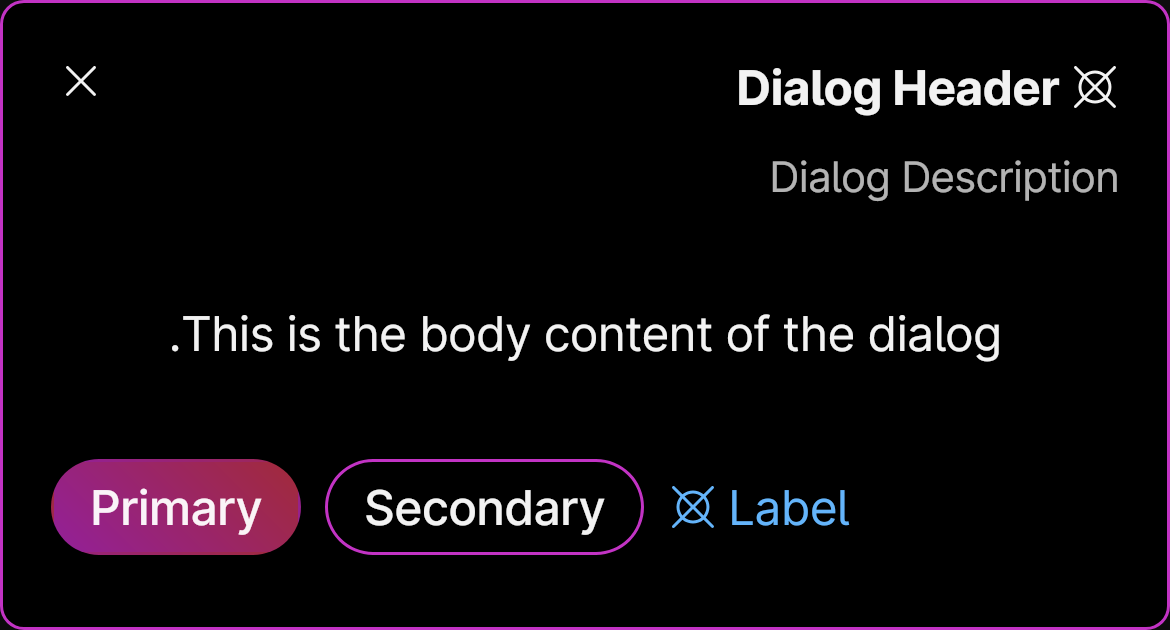 Dialog Header
Dialog Description
.This is the body content of the dialog
Primary
Secondary
Label